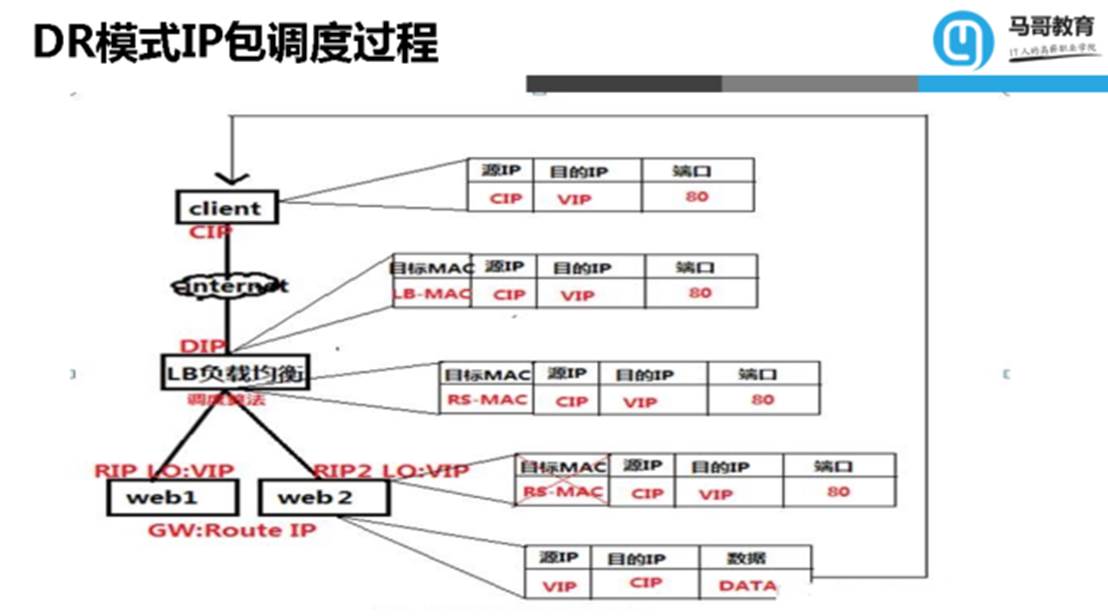 DR模式IP包调度过程
马哥教育
IT人的高薪职业学院
源IP 目的IP 端口
CIP VIP 80
client
CIP
internet
目标MAC 源IP 目的IP 端口
LB-MAC CIP VIP 80
DIP
LB负载均衡
调度算法
目标MAC 源IP 目的IP 端口
RS-MAC CIP VIP 80
RIP LO:VIP RIP2 LO:VIP
web1 web2
GW:Route IP
目标MAC 源IP 目的IP 端口
RS-MAC CIP VIP 80
源IP 目的IP 数据
VIP CIP DATA